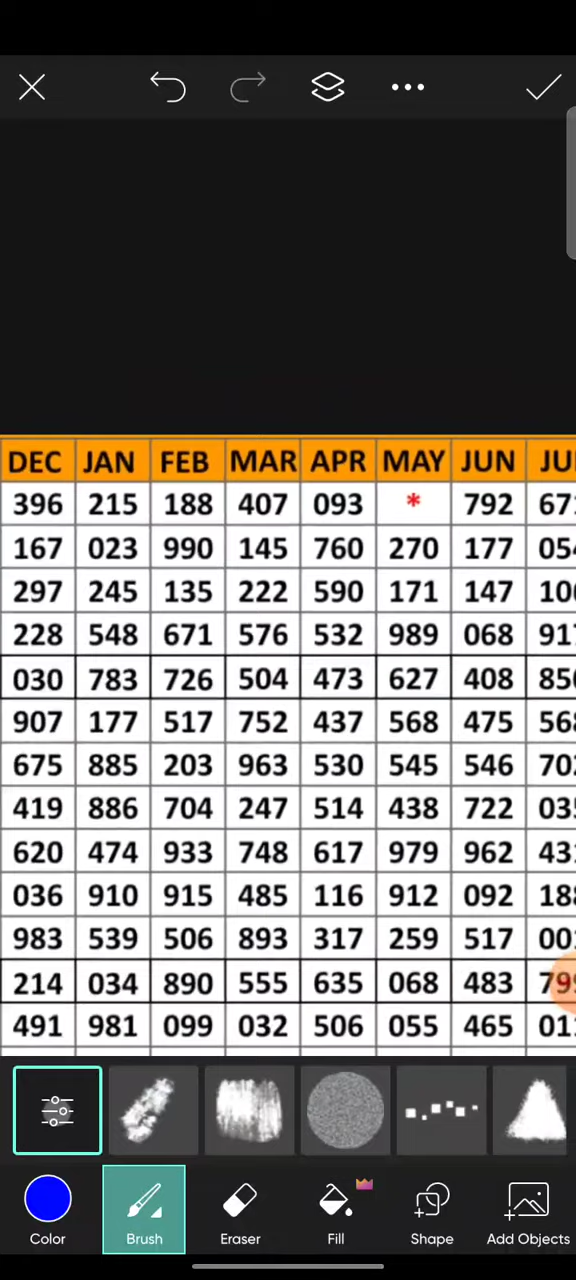 DEC JAN FEB MAR APR MAY JUN
396 215 188 407 093 * 792
167 023 990 145 760 270 177
297 245 135 222 590 171 147
228 548 671 576 532 989 068
030 783 726 504 473 627 408
907 177 517 752 437 568 475
675 885 203 963 530 545 546
419 886 704 247 514 438 722
620 474 933 748 617 979 962
036 910 915 485 116 912 092
983 539 506 893 317 259 517
214 034 890 555 635 068 483
491 981 099 032 506 055 465
Color Brush Eraser Fill Shape Add Objects